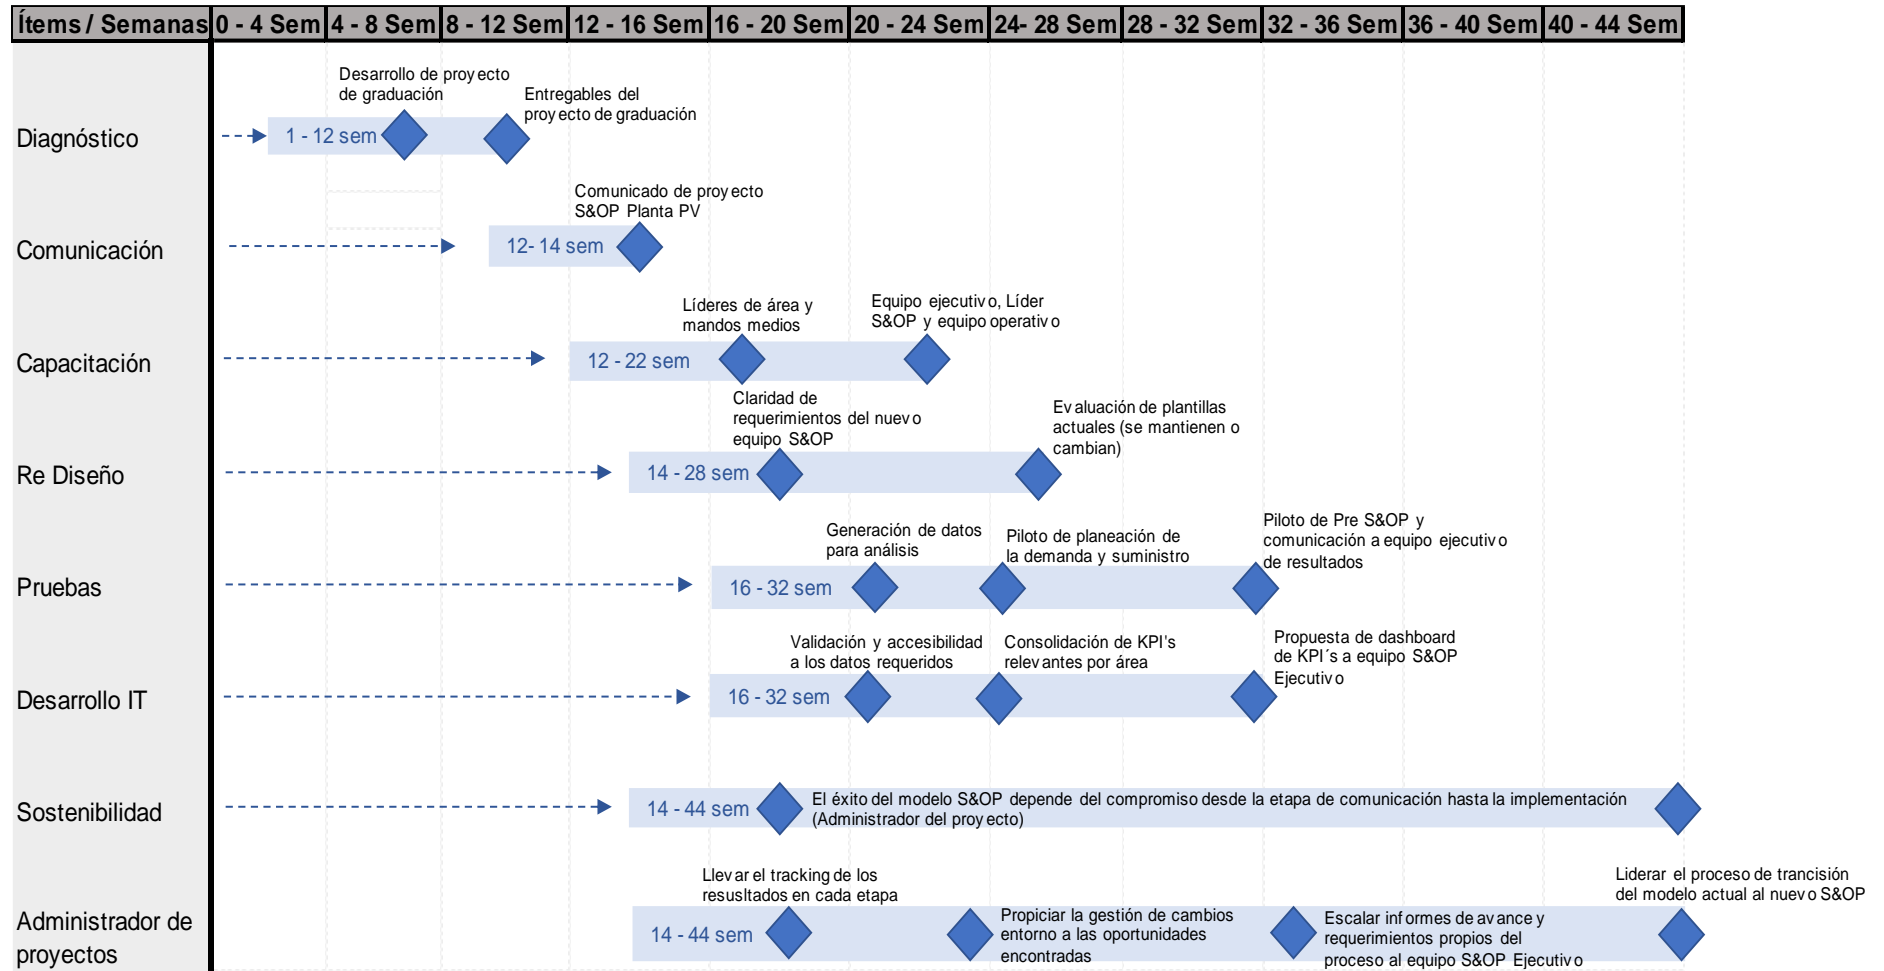 Ítems / Semanas 0 - 4 Sem 4 - 8 Sem 8 - 12 Sem 12 - 16 Sem 16 - 20 Sem 20 - 24 Sem 24- 28 Sem 28 - 32 Sem 32 - 36 Sem 36 - 40 Sem 40 - 44 Sem
Diagnóstico
1 - 12 sem
Desarrollo de proyecto
de graduación
Entregables del
proyecto de graduación
Comunicación
12- 14 sem
Comunicado de proyecto
S&OP Planta PV
Capacitación
12 - 22 sem
Líderes de área y
mandos medios
Equipo ejecutivo, Líder
S&OP y equipo operativo
Re Diseño
14 - 28 sem
Claridad de
requerimientos del nuevo
equipo S&OP
Evaluación de plantillas
actuales (se mantienen o
cambian)
Pruebas
16 - 32 sem
Generación de datos
para análisis
Piloto de planeación de
la demanda y suministro
Piloto de Pre S&OP y
comunicación a equipo ejecutivo
de resultados
Desarrollo IT
16 - 32 sem
Validación y accesibilidad
a los datos requeridos
Consolidación de KPI's
relevantes por área
Propuesta de dashboard
de KPI´s a equipo S&OP
Ejecutivo
Sostenibilidad
14 - 44 sem
El éxito del modelo S&OP depende del compromiso desde la etapa de comunicación hasta la implementación
(Administrador del proyecto)
Administrador de
proyectos
14 - 44 sem
Llevar el tracking de los
resusltados en cada etapa
Propiciar la gestión de cambios
entorno a las oportunidades
encontradas
Escalar informes de avance y
requerimientos propios del
proceso al equipo S&OP Ejecutivo
Liderar el proceso de trancisión
del modelo actual al nuevo S&OP